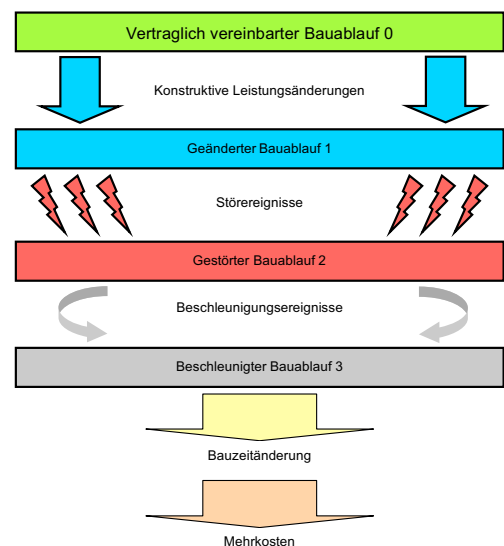 Vertraglich vereinbarter Bauablauf 0
Konstruktive Leistungsänderungen
Geänderter Bauablauf 1
Störereignisse
Gestörter Bauablauf 2
Beschleunigungsereignisse
Beschleunigter Bauablauf 3
Bauzeitänderung
Mehrkosten